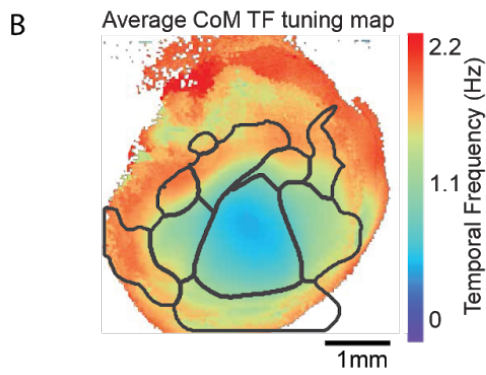 B
Average CoM TF tuning map
2.2
1.1
0
Temporal Frequency (Hz)
1mm